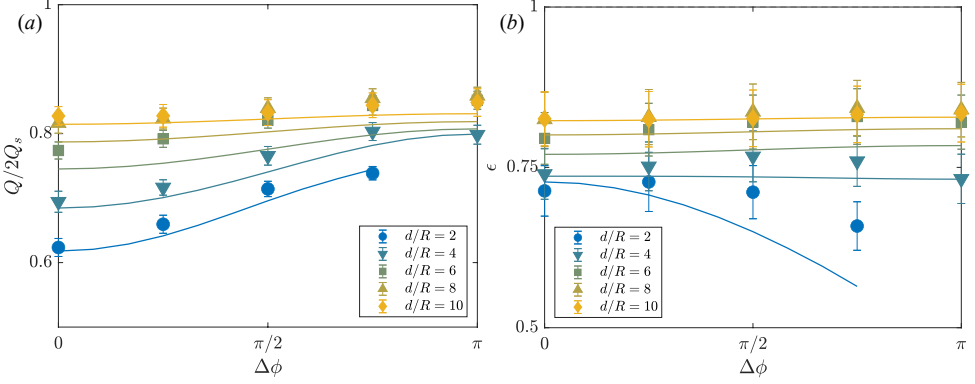 (a)
1
0.8
0.6
Q/2Q_s
0
π/2
π
Δϕ
d/R = 2
d/R = 4
d/R = 6
d/R = 8
d/R = 10
(b)
1
0.75
0.5
ϵ
0
π/2
π
Δϕ
d/R = 2
d/R = 4
d/R = 6
d/R = 8
d/R = 10